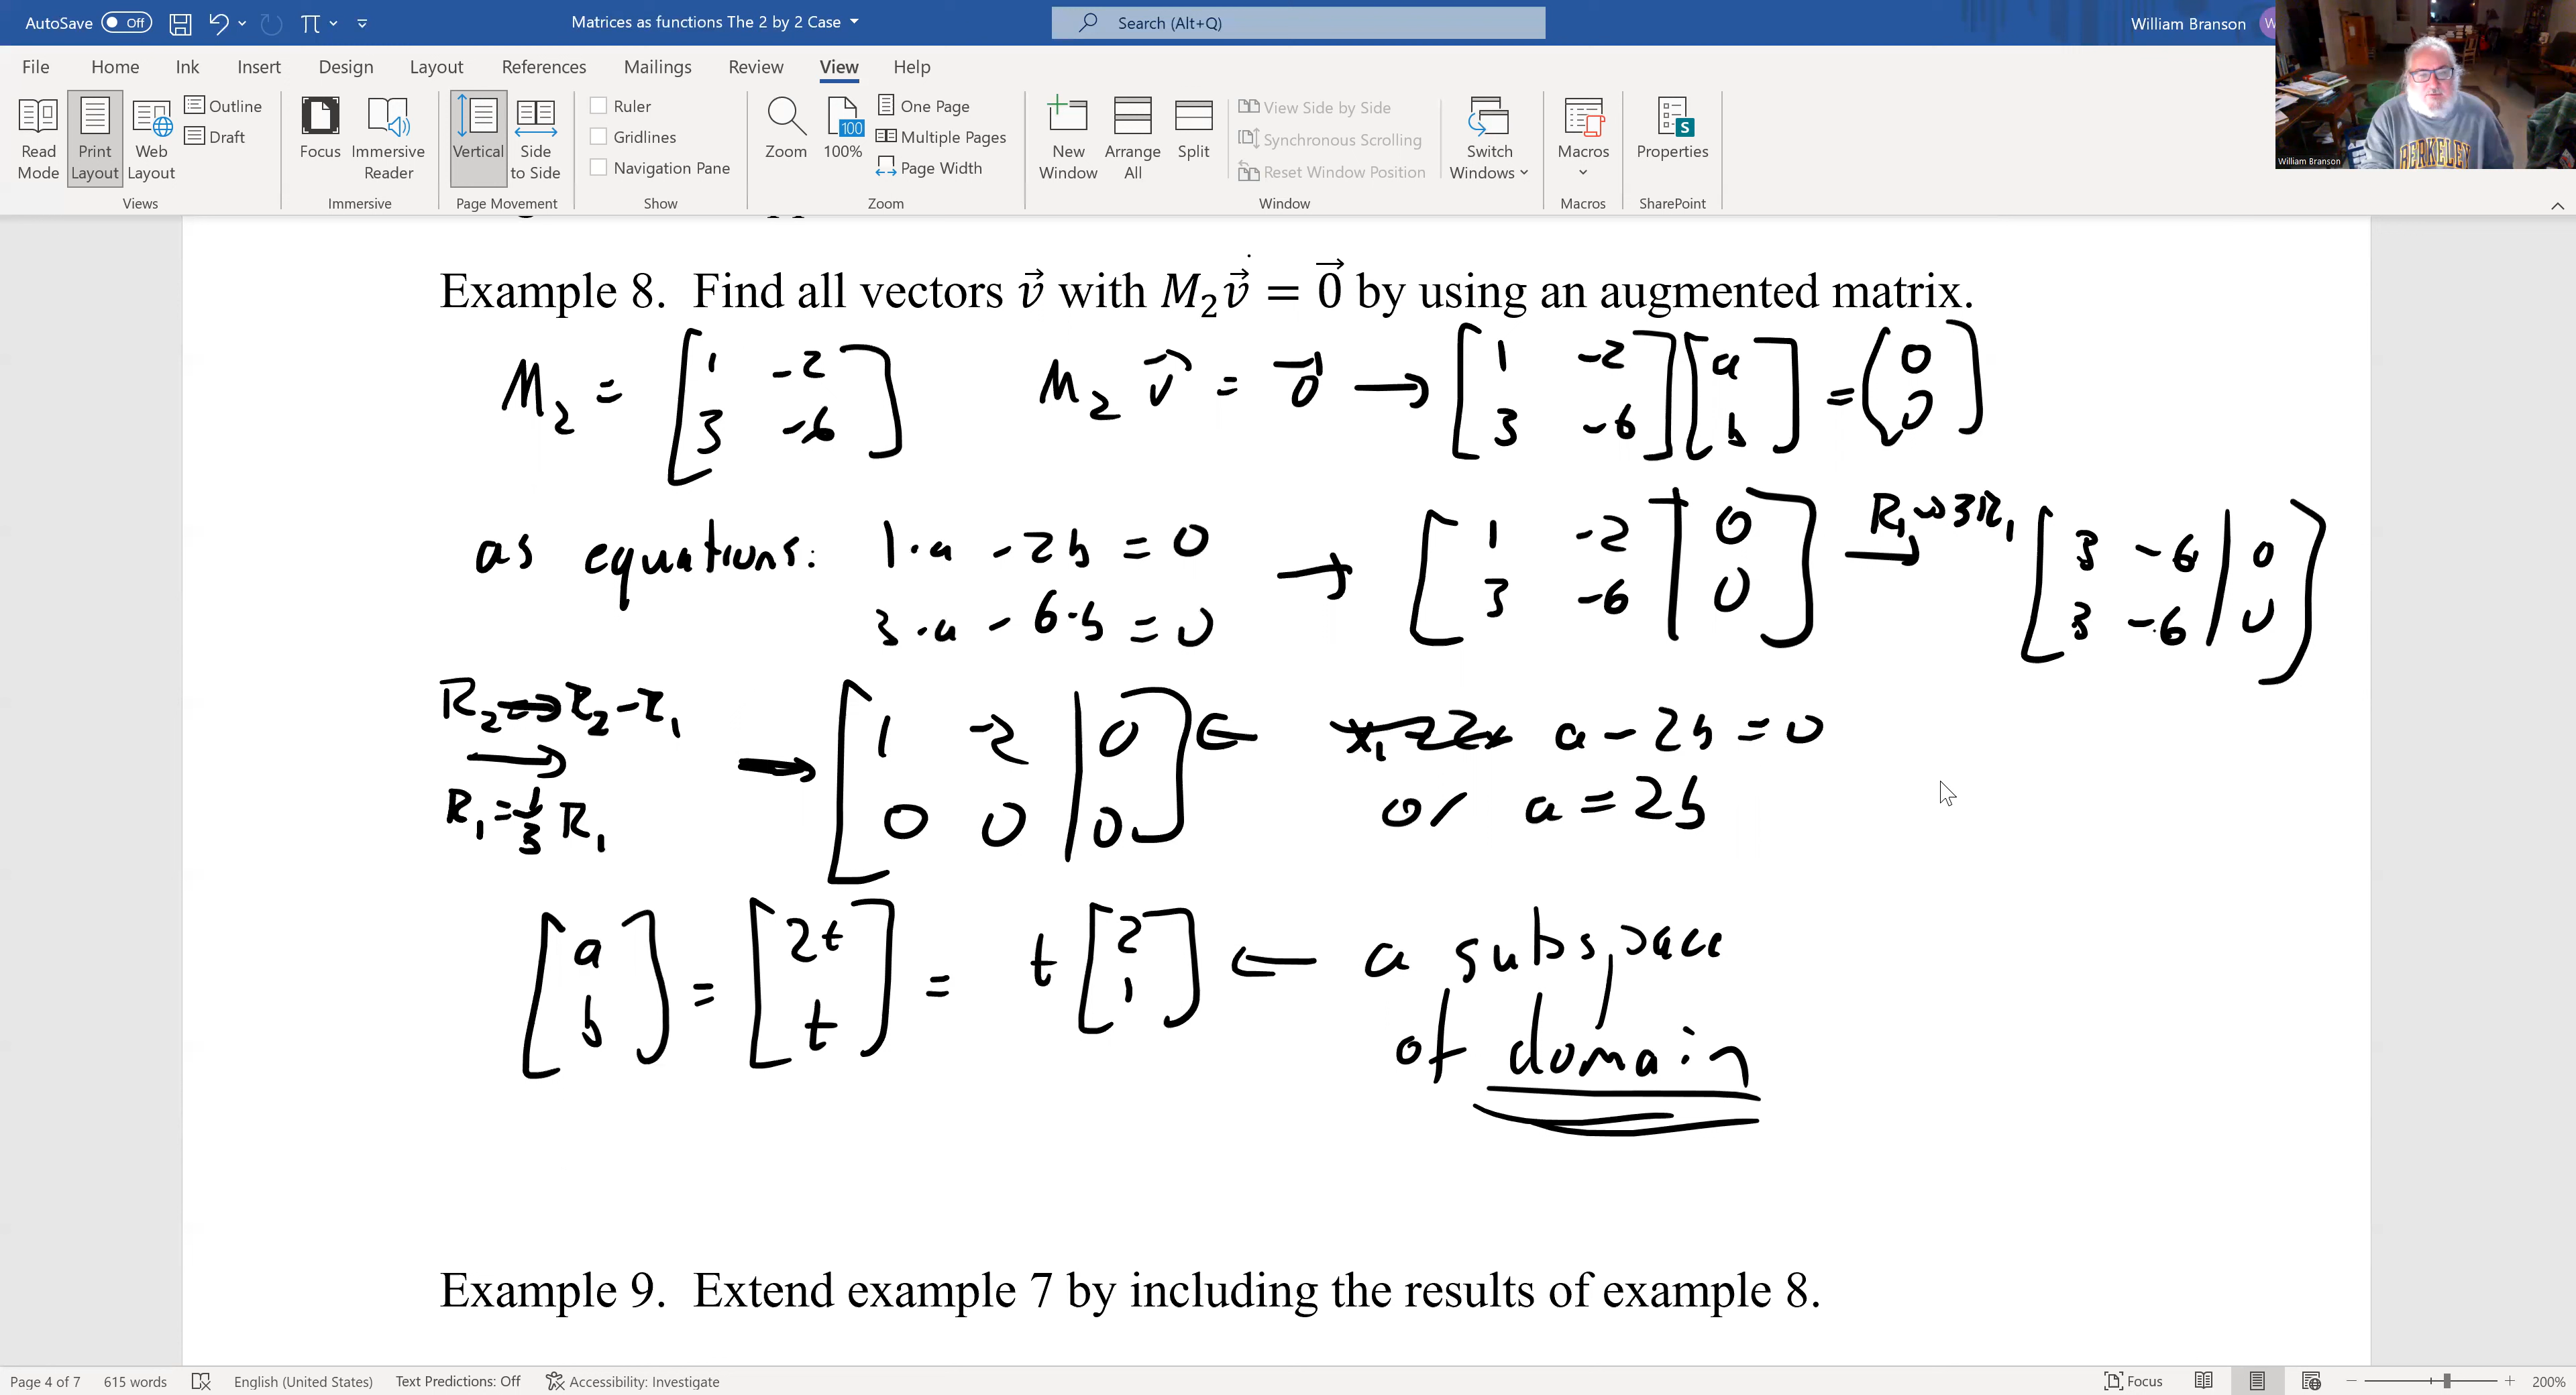 AutoSave Off Matrices as functions The 2 by 2 Case Search (Alt+Q) William Branson W
File Home Ink Insert Design Layout References Mailings Review View Help
Read Mode Print Layout Web Layout Outline Draft Focus Immersive Reader Vertical Side to Side Ruler Gridlines Navigation Pane Zoom 100 100% One Page Multiple Pages Page Width New Window Arrange All Split View Side by Side Synchronous Scrolling Reset Window Position Switch Windows Macros S Properties
Views Immersive Page Movement Show Zoom Window Macros SharePoint
BERKELEY
William Branson
Example 8. Find all vectors v⃗ with M₂v⃗ = 0⃗ by using an augmented matrix.
M₂ = [1 -2; 3 -6] M₂ v⃗ = 0⃗ → [1 -2; 3 -6] [a; b] = [0; 0]
as equations: 1·a - 2b = 0
3·a - 6·b = 0
→ [1 -2 | 0; 3 -6 | 0] R₁→3R₁ → [3 -6 | 0; 3 -6 | 0]
R₂→R₂-R₁
R₁=1/3 R₁
→ [1 -2 | 0; 0 0 | 0] ← a - 2b = 0
or a = 2b
[a; b] = [2t; t] = t [2; 1] ← a subspace
of domain
Example 9. Extend example 7 by including the results of example 8.
Page 4 of 7 615 words English (United States) Text Predictions: Off Accessibility: Investigate Focus 200%